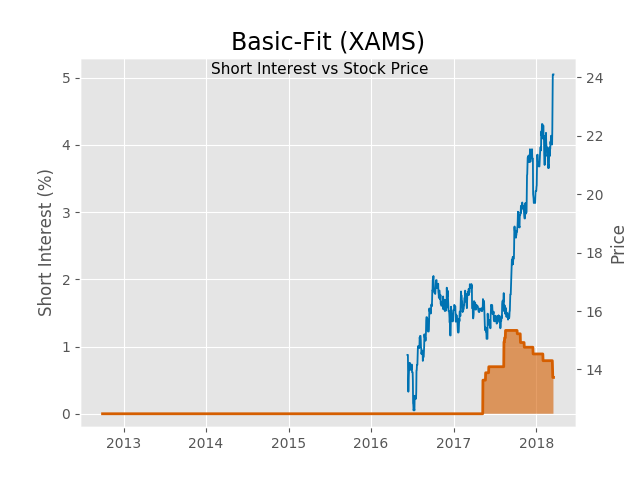 Basic-Fit (XAMS)
Short Interest vs Stock Price
Short Interest (%)
5
4
3
2
1
0
24
22
20
18
16
14
Price
2013 2014 2015 2016 2017 2018